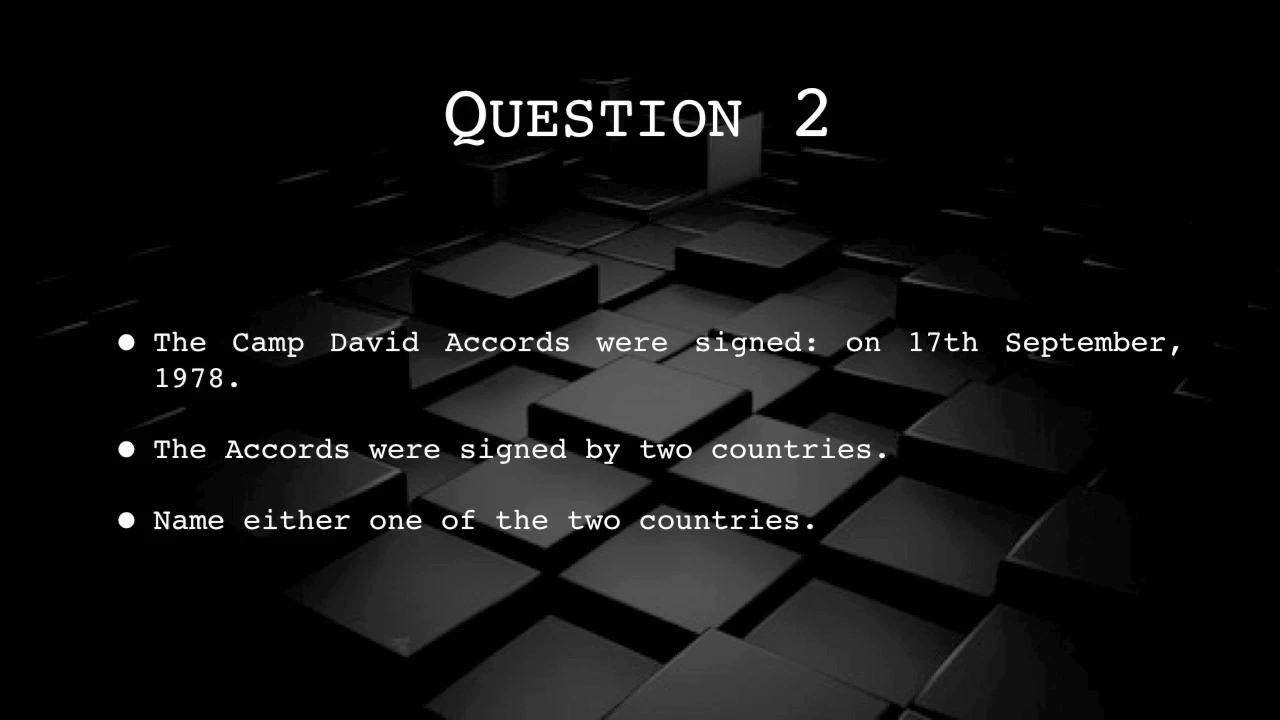 QUESTION 2
• The Camp David Accords were signed: on 17th September,
1978.
• The Accords were signed by two countries.
• Name either one of the two countries.